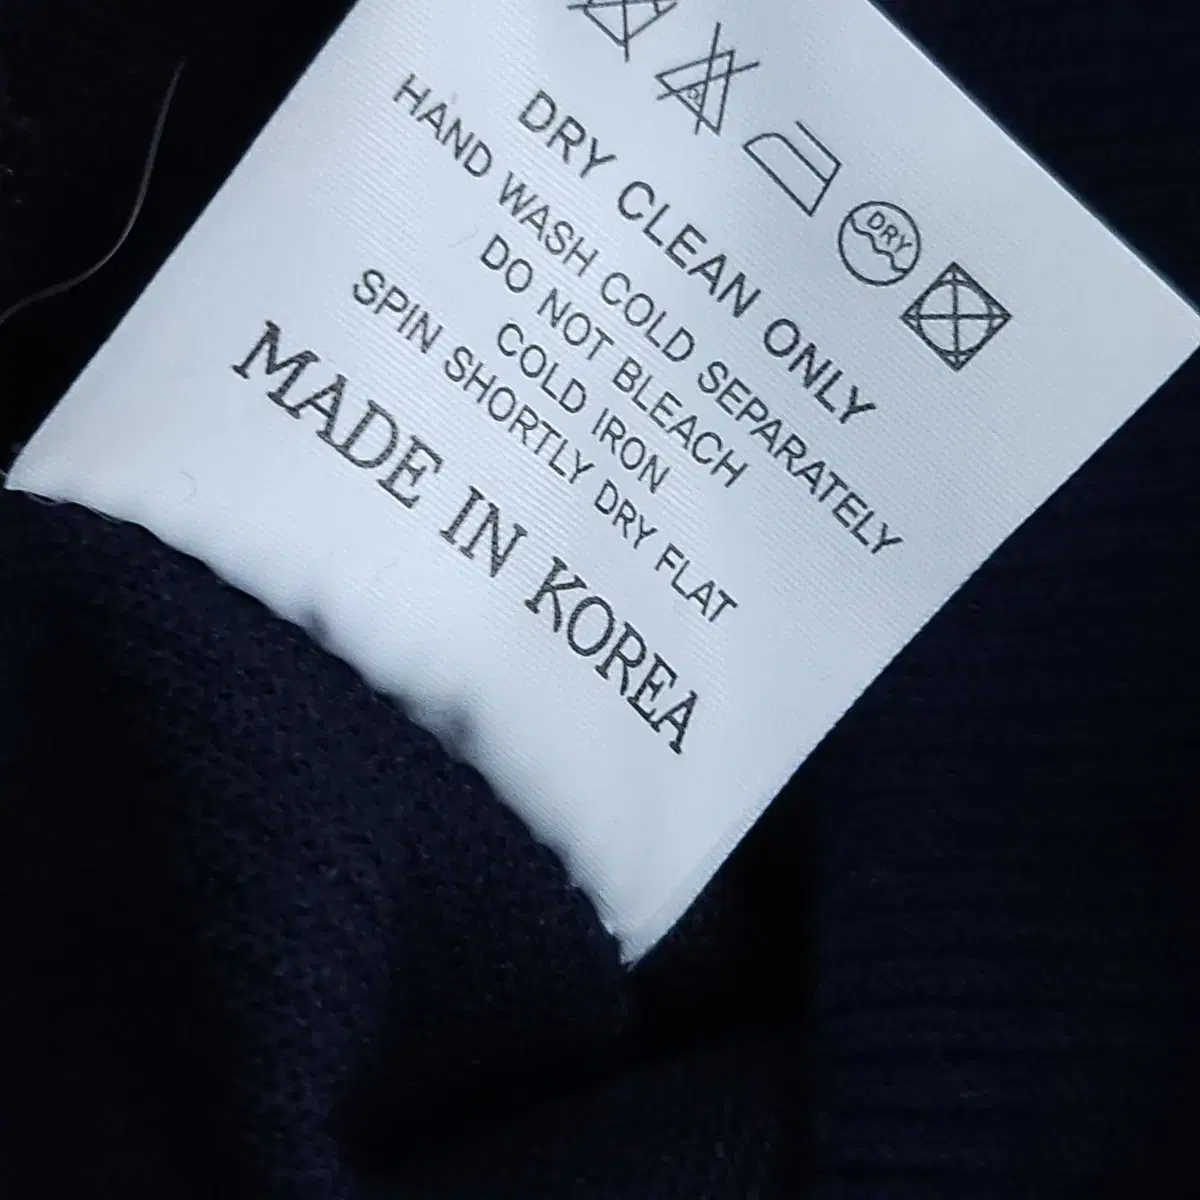 DRY
DRY CLEAN ONLY
HAND WASH COLD SEPARATELY
DO NOT BLEACH
COLD IRON
SPIN SHORTLY DRY FLAT
MADE IN KOREA